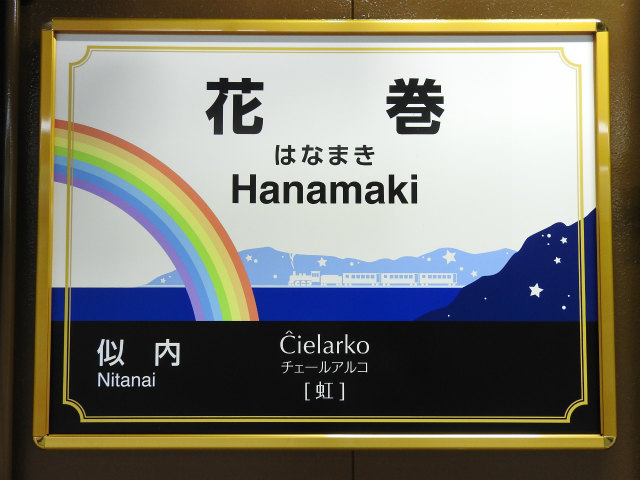 花巻
はなまき
Hanamaki
似内
Nitanai
Ĉielarko
チェールアルコ
[虹]